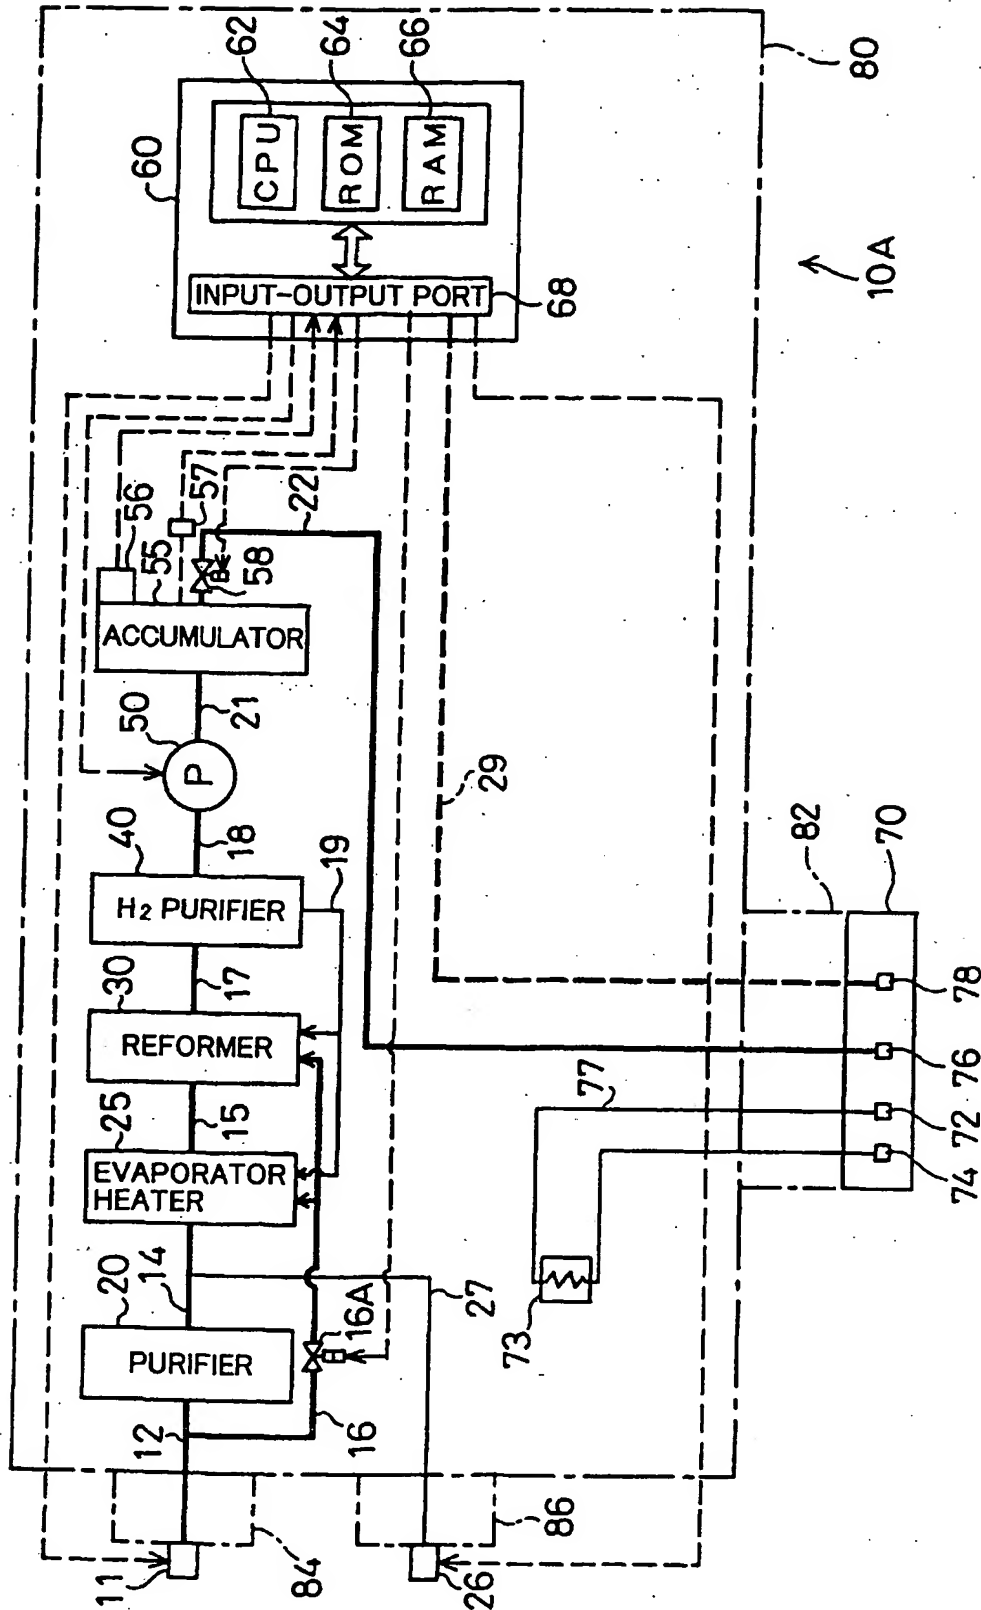 62
64
66
60
CPU
ROM
RAM
INPUT-OUTPUT PORT
68
80
10A
56
57
55
58
22
ACCUMULATOR
50
21
P
29
40
18
19
H2 PURIFIER
30
17
REFORMER
25
15
EVAPORATOR
HEATER
20
14
PURIFIER
16A
12
16
27
73
77
82
70
78
76
72
74
11
84
26
86